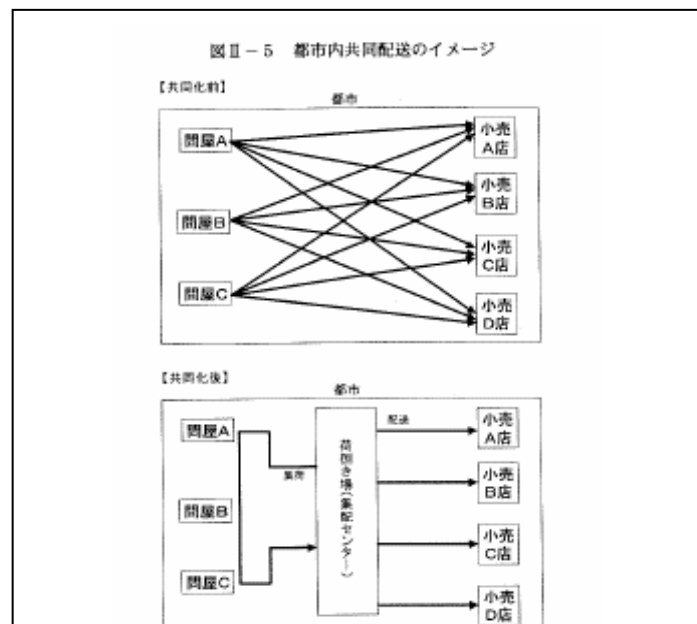 図Ⅱ-5 都市内共同配送のイメージ
【共同化前】
都市
問屋A
小売
A店
小売
B店
問屋B
小売
C店
問屋C
小売
D店
【共同化後】
都市
問屋A
配送
小売
A店
集荷
荷捌き場(集配センター)
問屋B
小売
B店
小売
C店
問屋C
小売
D店